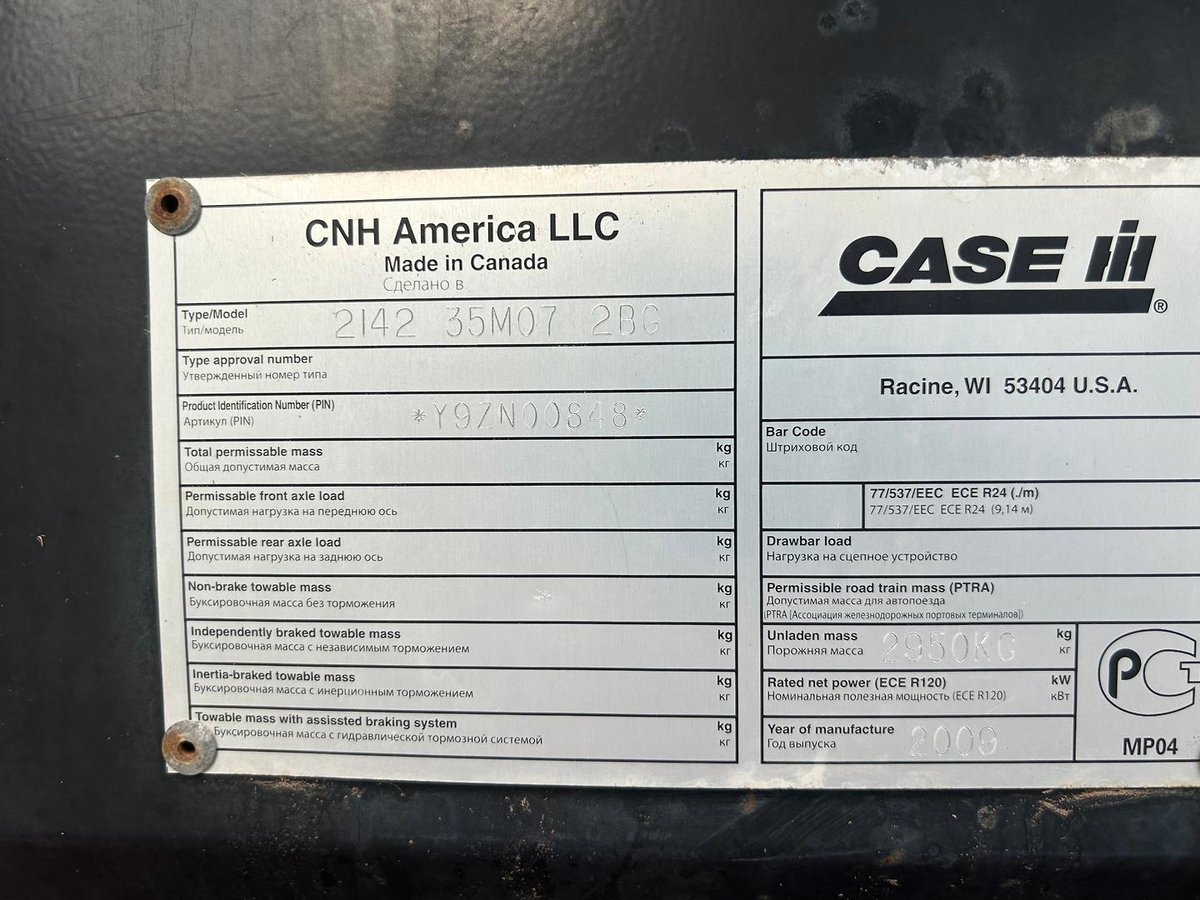 CNH America LLC
Made in Canada
Сделано в
Type/Model
Тип/модель
2142 35M07 2BG
Type approval number
Утвержденный номер типа
Product Identification Number (PIN)
Артикул (PIN)
*Y9ZN00848*
Total permissable mass kg
Общая допустимая масса кг
Permissable front axle load kg
Допустимая нагрузка на переднюю ось кг
Permissable rear axle load kg
Допустимая нагрузка на заднюю ось кг
Non-brake towable mass kg
Буксировочная масса без торможения кг
Independently braked towable mass kg
Буксировочная масса с независимым торможением кг
Inertia-braked towable mass kg
Буксировочная масса с инерционным торможением кг
Towable mass with assissted braking system kg
Буксировочная масса с гидравлической тормозной системой кг
CASE IH ®
Racine, WI 53404 U.S.A.
Bar Code
Штриховой код
77/537/EEC ECE R24 (./m)
77/537/EEC ECE R24 (9,14 м)
Drawbar load
Нагрузка на сцепное устройство
Permissible road train mass (PTRA)
Допустимая масса для автопоезда
(PTRA [Ассоциация железнодорожных портовых терминалов])
Unladen mass 2950KG kg
Порожняя масса кг
Rated net power (ECE R120) kW
Номинальная полезная мощность (ECE R120) кВт
Year of manufacture 2009
Год выпуска
MP04